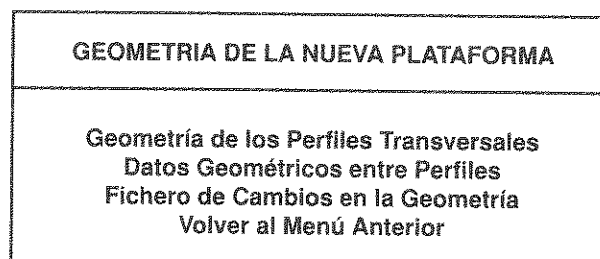 GEOMETRIA DE LA NUEVA PLATAFORMA
Geometría de los Perfiles Transversales
Datos Geométricos entre Perfiles
Fichero de Cambios en la Geometría
Volver al Menú Anterior